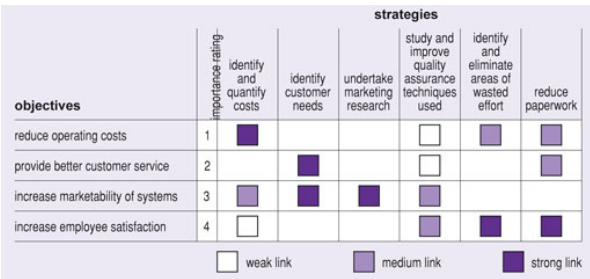 strategies
objectives
importance rating
identify
and
quantify
costs
identify
customer
needs
undertake
marketing
research
study and
improve
quality
assurance
techniques
used
identify
and
eliminate
areas of
wasted
effort
reduce
paperwork
reduce operating costs 1
provide better customer service 2
increase marketability of systems 3
increase employee satisfaction 4
weak link medium link strong link